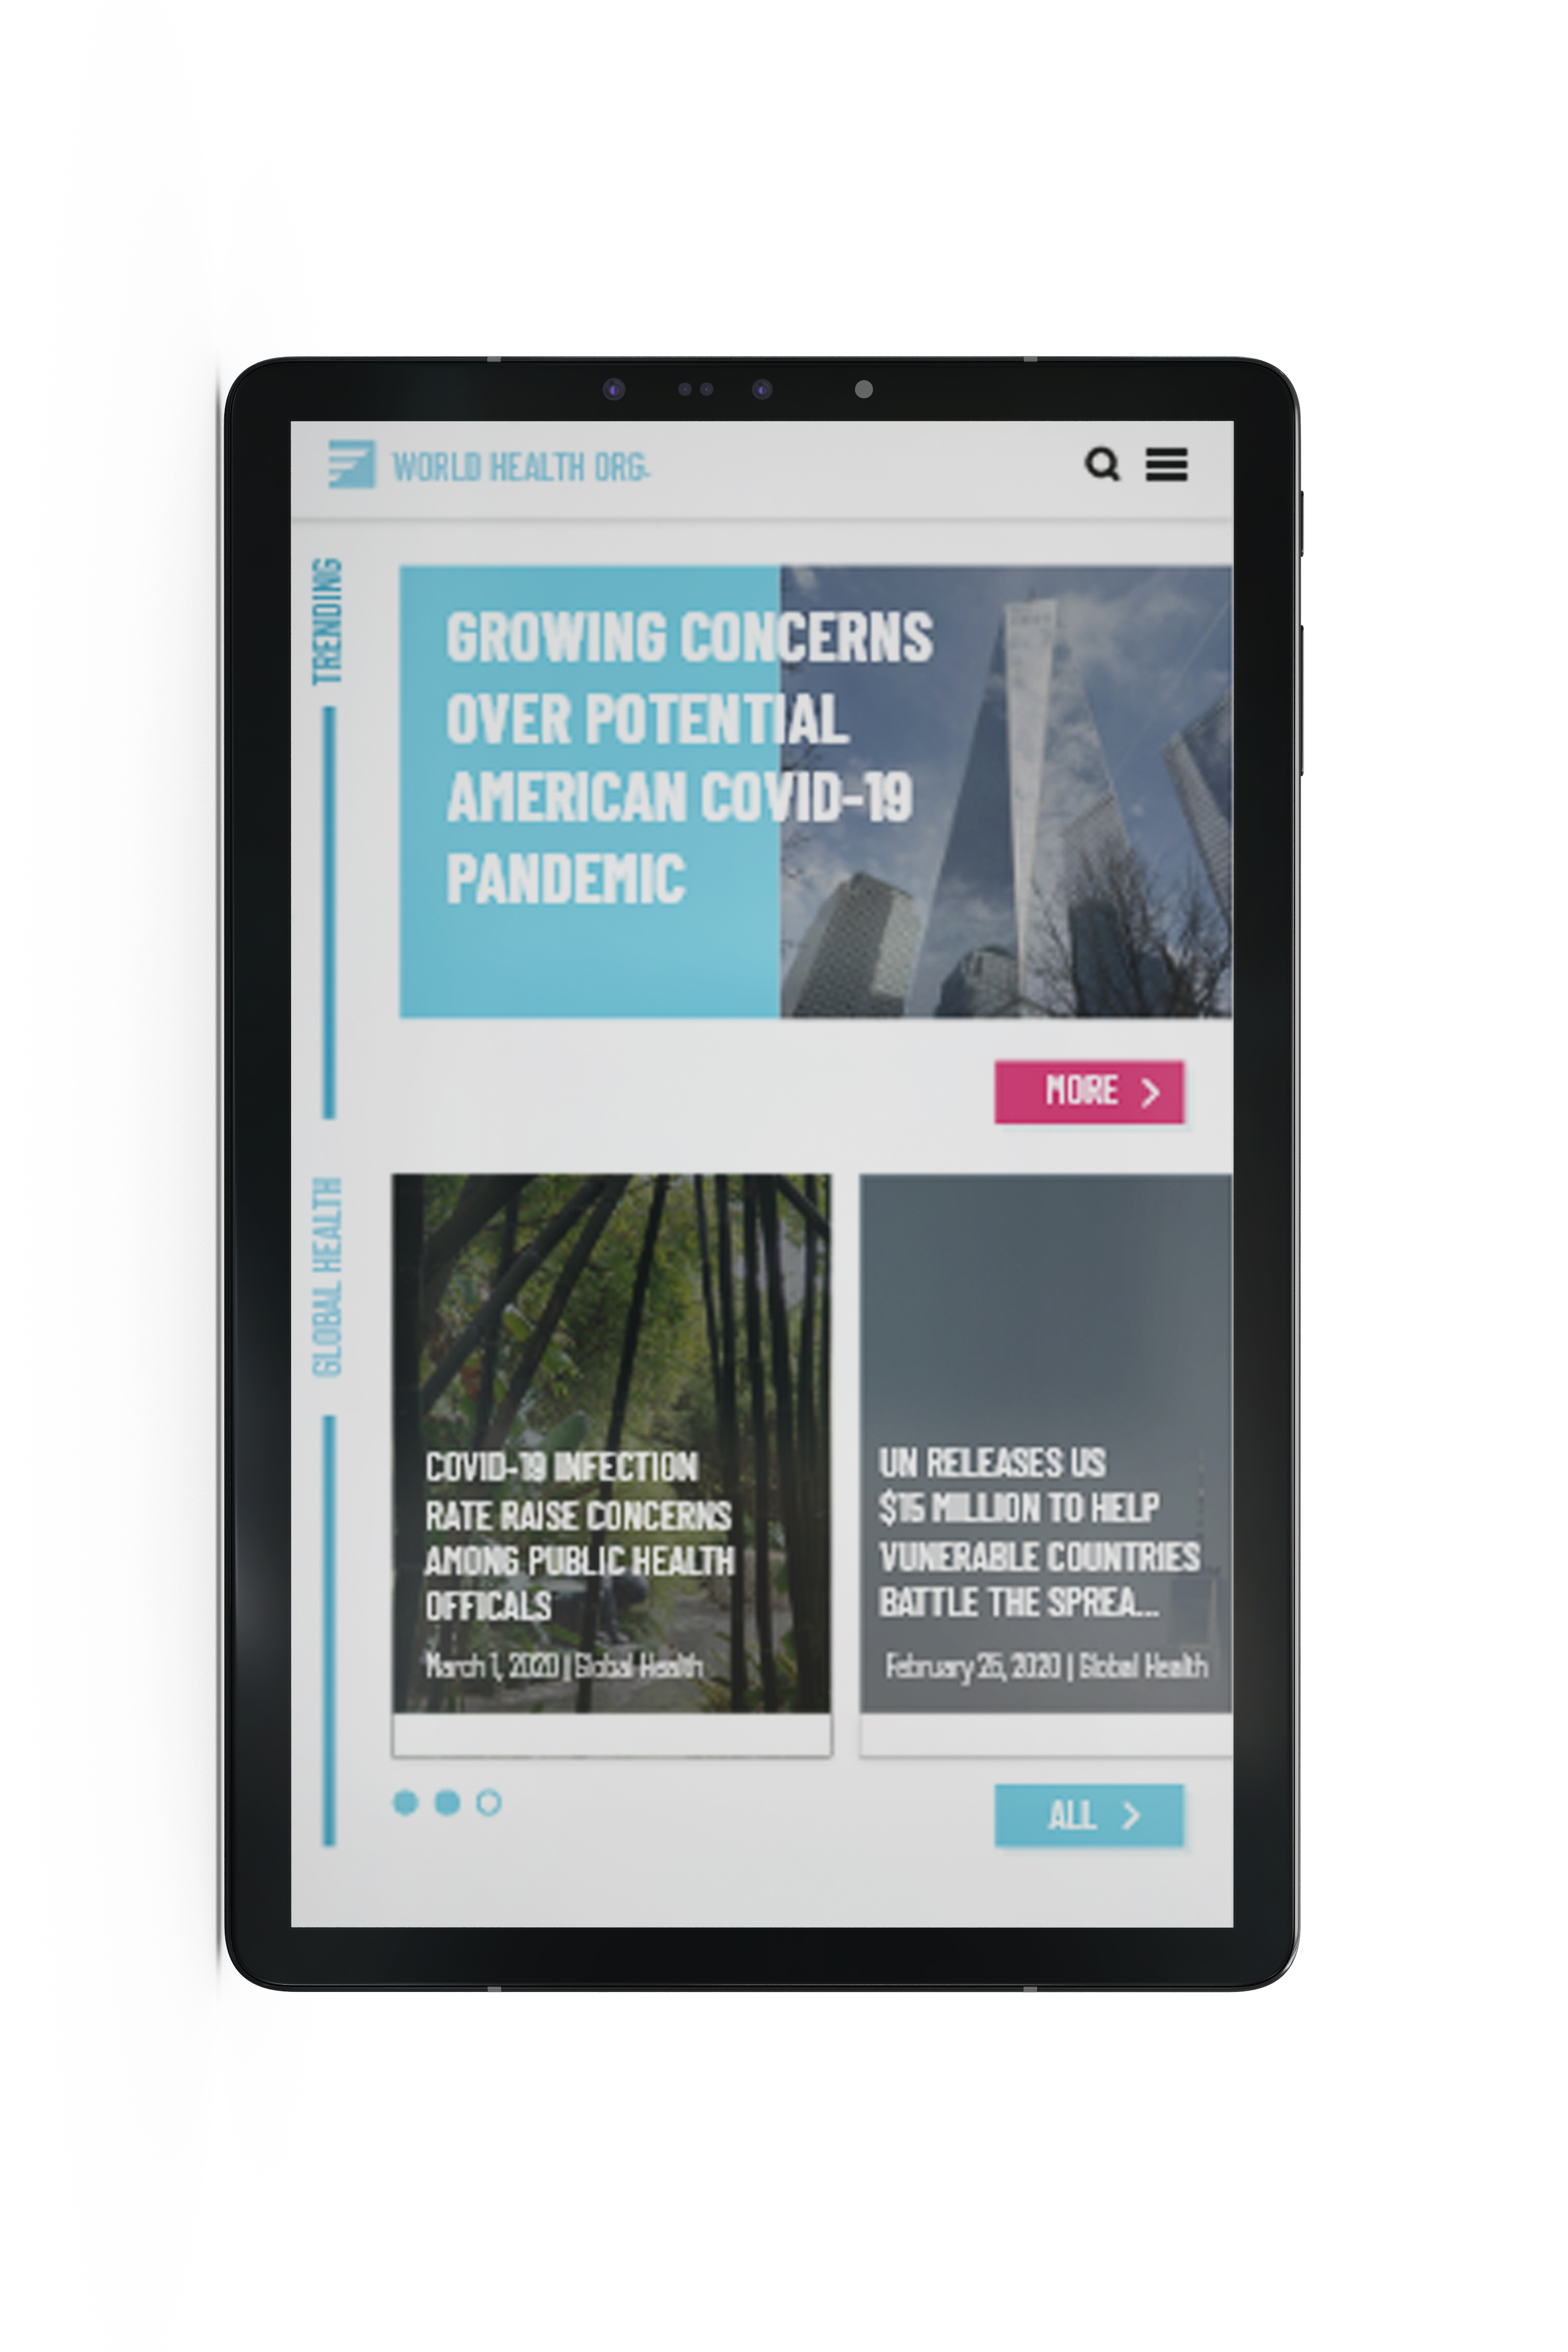 WORLD HEALTH ORG.
TRENDING
GROWING CONCERNS
OVER POTENTIAL
AMERICAN COVID-19
PANDEMIC
MORE
GLOBAL HEALTH
COVID-19 INFECTION
RATE RAISE CONCERNS
AMONG PUBLIC HEALTH
OFFICALS
March 1, 2020 | Global Health
UN RELEASES US
$15 MILLION TO HELP
VUNERABLE COUNTRIES
BATTLE THE SPREA...
February 26, 2020 | Global Health
ALL